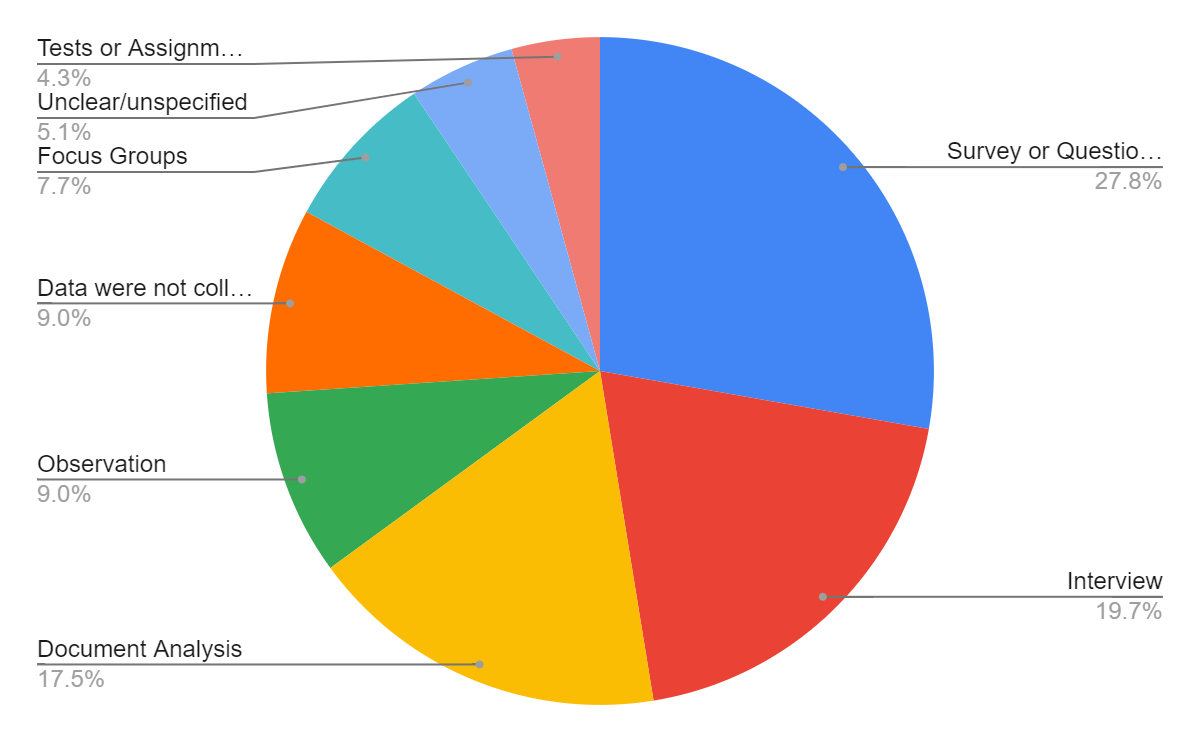 Tests or Assignm…
4.3%
Unclear/unspecified
5.1%
Focus Groups
7.7%
Data were not coll…
9.0%
Observation
9.0%
Document Analysis
17.5%
Survey or Questio…
27.8%
Interview
19.7%